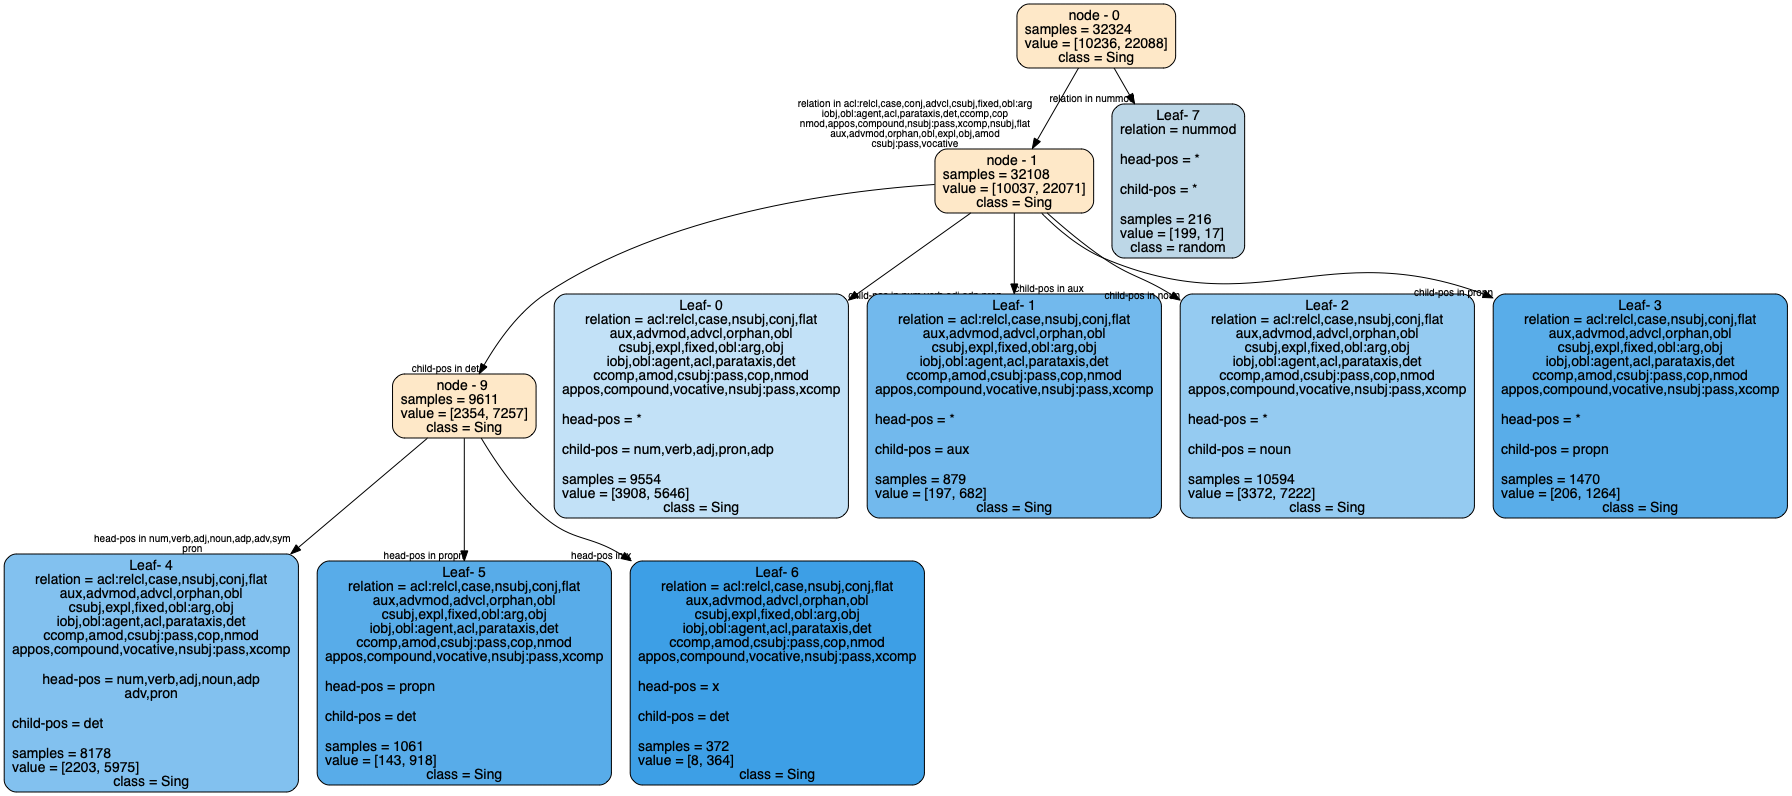 node - 0
samples = 32324
value = [10236, 22088]
class = Sing
relation in acl:relcl,case,conj,advcl,csubj,fixed,obl:arg
iobj,obl:agent,acl,parataxis,det,ccomp,cop
nmod,appos,compound,nsubj:pass,xcomp,nsubj,flat
aux,advmod,orphan,obl,expl,obj,amod
csubj:pass,vocative
relation in nummod
node - 1
samples = 32108
value = [10037, 22071]
class = Sing
Leaf- 7
relation = nummod
head-pos = *
child-pos = *
samples = 216
value = [199, 17]
class = random
child-pos in det
node - 9
samples = 9611
value = [2354, 7257]
class = Sing
Leaf- 0
relation = acl:relcl,case,nsubj,conj,flat
aux,advmod,advcl,orphan,obl
csubj,expl,fixed,obl:arg,obj
iobj,obl:agent,acl,parataxis,det
ccomp,amod,csubj:pass,cop,nmod
appos,compound,vocative,nsubj:pass,xcomp
head-pos = *
child-pos = num,verb,adj,pron,adp
samples = 9554
value = [3908, 5646]
class = Sing
child-pos in aux
Leaf- 1
relation = acl:relcl,case,nsubj,conj,flat
aux,advmod,advcl,orphan,obl
csubj,expl,fixed,obl:arg,obj
iobj,obl:agent,acl,parataxis,det
ccomp,amod,csubj:pass,cop,nmod
appos,compound,vocative,nsubj:pass,xcomp
head-pos = *
child-pos = aux
samples = 879
value = [197, 682]
class = Sing
child-pos in noun
Leaf- 2
relation = acl:relcl,case,nsubj,conj,flat
aux,advmod,advcl,orphan,obl
csubj,expl,fixed,obl:arg,obj
iobj,obl:agent,acl,parataxis,det
ccomp,amod,csubj:pass,cop,nmod
appos,compound,vocative,nsubj:pass,xcomp
head-pos = *
child-pos = noun
samples = 10594
value = [3372, 7222]
class = Sing
child-pos in propn
Leaf- 3
relation = acl:relcl,case,nsubj,conj,flat
aux,advmod,advcl,orphan,obl
csubj,expl,fixed,obl:arg,obj
iobj,obl:agent,acl,parataxis,det
ccomp,amod,csubj:pass,cop,nmod
appos,compound,vocative,nsubj:pass,xcomp
head-pos = *
child-pos = propn
samples = 1470
value = [206, 1264]
class = Sing
head-pos in num,verb,adj,noun,adp,adv,sym
pron
Leaf- 4
relation = acl:relcl,case,nsubj,conj,flat
aux,advmod,advcl,orphan,obl
csubj,expl,fixed,obl:arg,obj
iobj,obl:agent,acl,parataxis,det
ccomp,amod,csubj:pass,cop,nmod
appos,compound,vocative,nsubj:pass,xcomp
head-pos = num,verb,adj,noun,adp
adv,pron
child-pos = det
samples = 8178
value = [2203, 5975]
class = Sing
head-pos in propn
Leaf- 5
relation = acl:relcl,case,nsubj,conj,flat
aux,advmod,advcl,orphan,obl
csubj,expl,fixed,obl:arg,obj
iobj,obl:agent,acl,parataxis,det
ccomp,amod,csubj:pass,cop,nmod
appos,compound,vocative,nsubj:pass,xcomp
head-pos = propn
child-pos = det
samples = 1061
value = [143, 918]
class = Sing
head-pos in x
Leaf- 6
relation = acl:relcl,case,nsubj,conj,flat
aux,advmod,advcl,orphan,obl
csubj,expl,fixed,obl:arg,obj
iobj,obl:agent,acl,parataxis,det
ccomp,amod,csubj:pass,cop,nmod
appos,compound,vocative,nsubj:pass,xcomp
head-pos = x
child-pos = det
samples = 372
value = [8, 364]
class = Sing